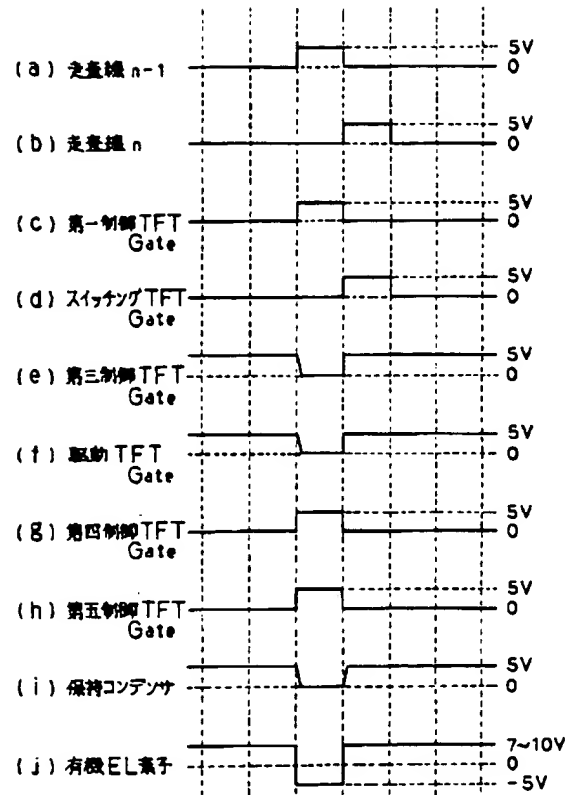 5V
(a) 走査線 n-1
0
5V
(b) 走査線 n
0
5V
(c) 第一制御TFT
0
Gate
5V
(d) スイッチングTFT
0
Gate
5V
(e) 第三制御TFT
0
Gate
5V
(f) 駆動TFT
0
Gate
5V
(g) 第四制御TFT
0
Gate
5V
(h) 第五制御TFT
0
Gate
5V
(i) 保持コンデンサ
0
7~10V
(j) 有機EL素子
0
-5V